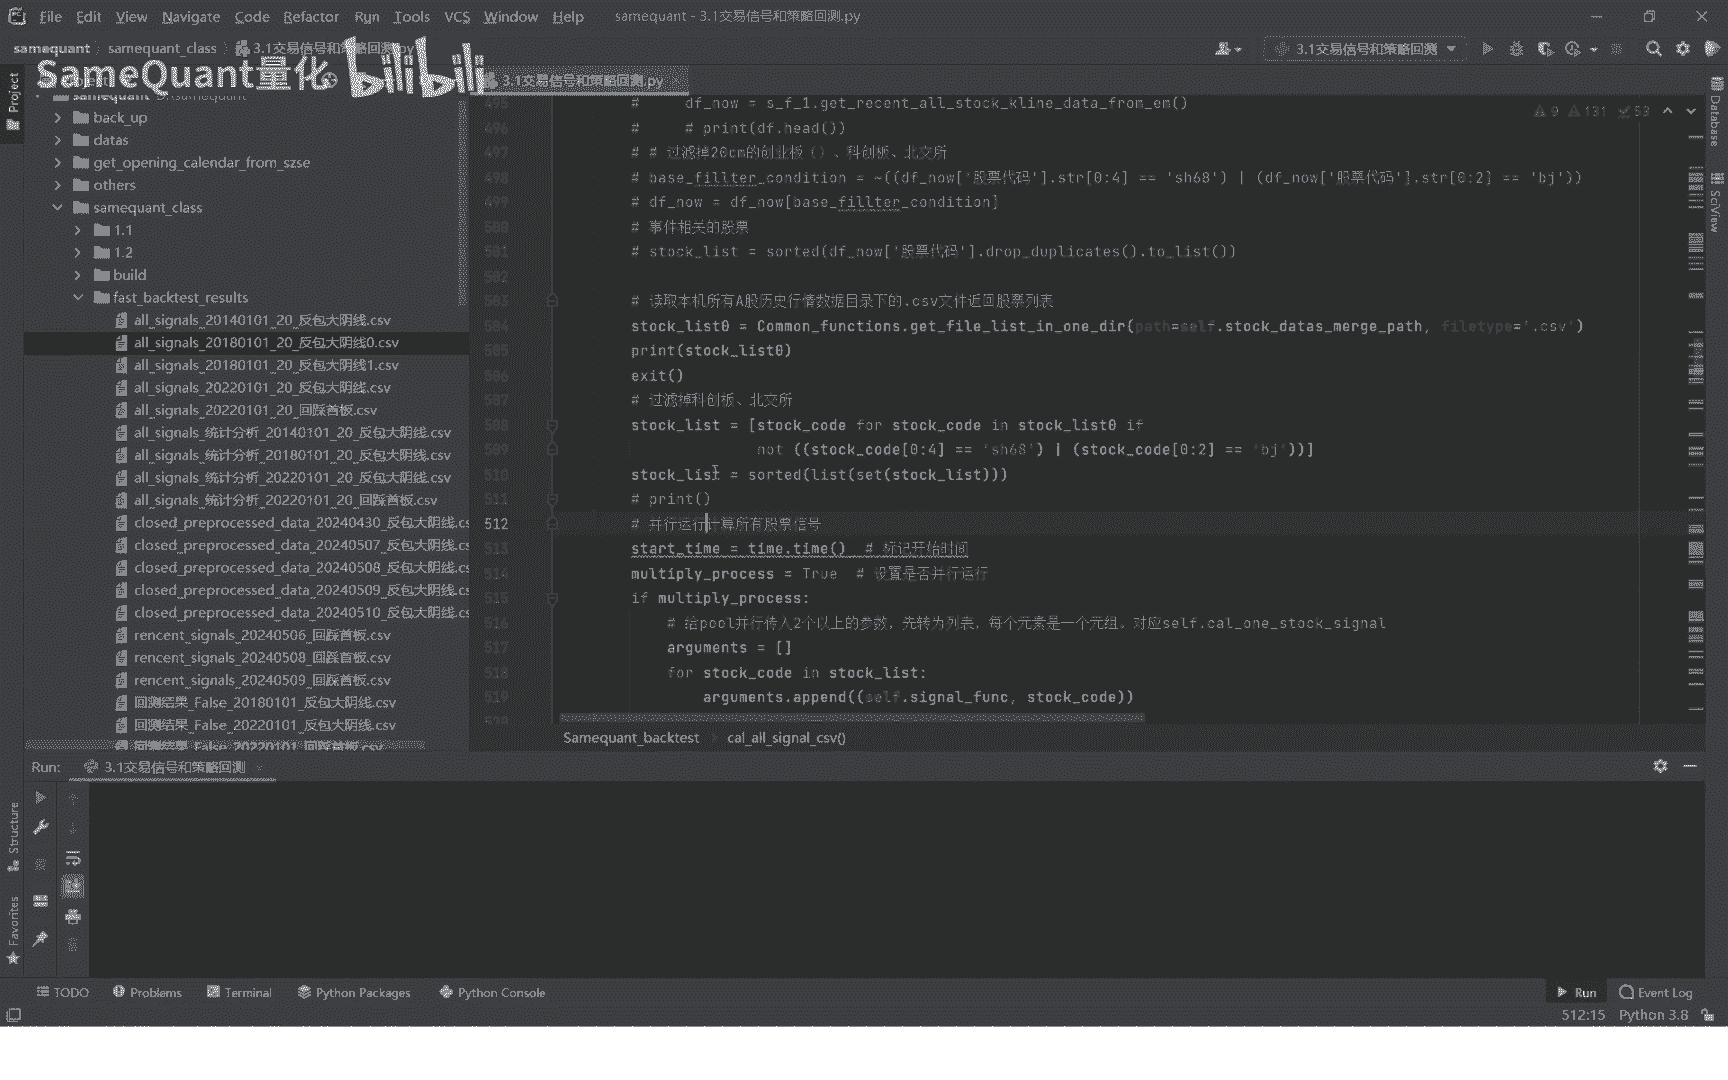 File Edit View Navigate Code Refactor Run Tools VCS Window Help samequant - 3.1交易信号和策略回测.py
samequant samequant_class 3.1交易信号和策略回测.py 3.1交易信号和策略回测
SameQuant量化 bilibili 3.1交易信号和策略回测.py
Project
back_up
datas
get_opening_calendar_from_szse
others
samequant_class
1.1
1.2
build
fast_backtest_results
all_signals_20140101_20_反包大阴线.csv
all_signals_20180101_20_反包大阴线0.csv
all_signals_20180101_20_反包大阴线1.csv
all_signals_20220101_20_反包大阴线.csv
all_signals_20220101_20_回踩首板.csv
all_signals_统计分析_20140101_20_反包大阴线.csv
all_signals_统计分析_20180101_20_反包大阴线.csv
all_signals_统计分析_20220101_20_反包大阴线.csv
all_signals_统计分析_20220101_20_回踩首板.csv
closed_preprocessed_data_20240430_反包大阴线.cs
closed_preprocessed_data_20240507_反包大阴线.cs
closed_preprocessed_data_20240508_反包大阴线.cs
closed_preprocessed_data_20240509_反包大阴线.cs
closed_preprocessed_data_20240510_反包大阴线.cs
rencent_signals_20240506_回踩首板.csv
rencent_signals_20240508_回踩首板.csv
rencent_signals_20240509_回踩首板.csv
回测结果_False_20180101_反包大阴线.csv
回测结果_False_20220101_反包大阴线.csv
回测结果_False_20220101_回踩首板.csv
495 # df_now = s_f_1.get_recent_all_stock_kline_data_from_em()
496 # # print(df.head())
497 # # 过滤掉20cm的创业板（）、科创板、北交所
498 # base_fillter_condition = ~((df_now['股票代码'].str[0:4] == 'sh68') | (df_now['股票代码'].str[0:2] == 'bj'))
499 # df_now = df_now[base_fillter_condition]
500 # 事件相关的股票
501 # stock_list = sorted(df_now['股票代码'].drop_duplicates().to_list())
502
503 # 读取本机所有A股历史行情数据目录下的.csv文件返回股票列表
504 stock_list0 = Common_functions.get_file_list_in_one_dir(path=self.stock_datas_merge_path, filetype='.csv')
505 print(stock_list0)
506 exit()
507 # 过滤掉科创板、北交所
508 stock_list = [stock_code for stock_code in stock_list0 if
509 not ((stock_code[0:4] == 'sh68') | (stock_code[0:2] == 'bj'))]
510 stock_list = sorted(list(set(stock_list)))
511 # print()
512 # 并行运行计算所有股票信号
513 start_time = time.time() # 标记开始时间
514 multiply_process = True # 设置是否并行运行
515 if multiply_process:
516 # 给pool并行传入2个以上的参数，先转为列表，每个元素是一个元组。对应self.cal_one_stock_signal
517 arguments = []
518 for stock_code in stock_list:
519 arguments.append((self.signal_func, stock_code))
9 131 53
Database
SciView
Samequant_backtest cal_all_signal_csv()
Run: 3.1交易信号和策略回测
Structure
Favorites
TODO Problems Terminal Python Packages Python Console Run Event Log
512:15 Python 3.8